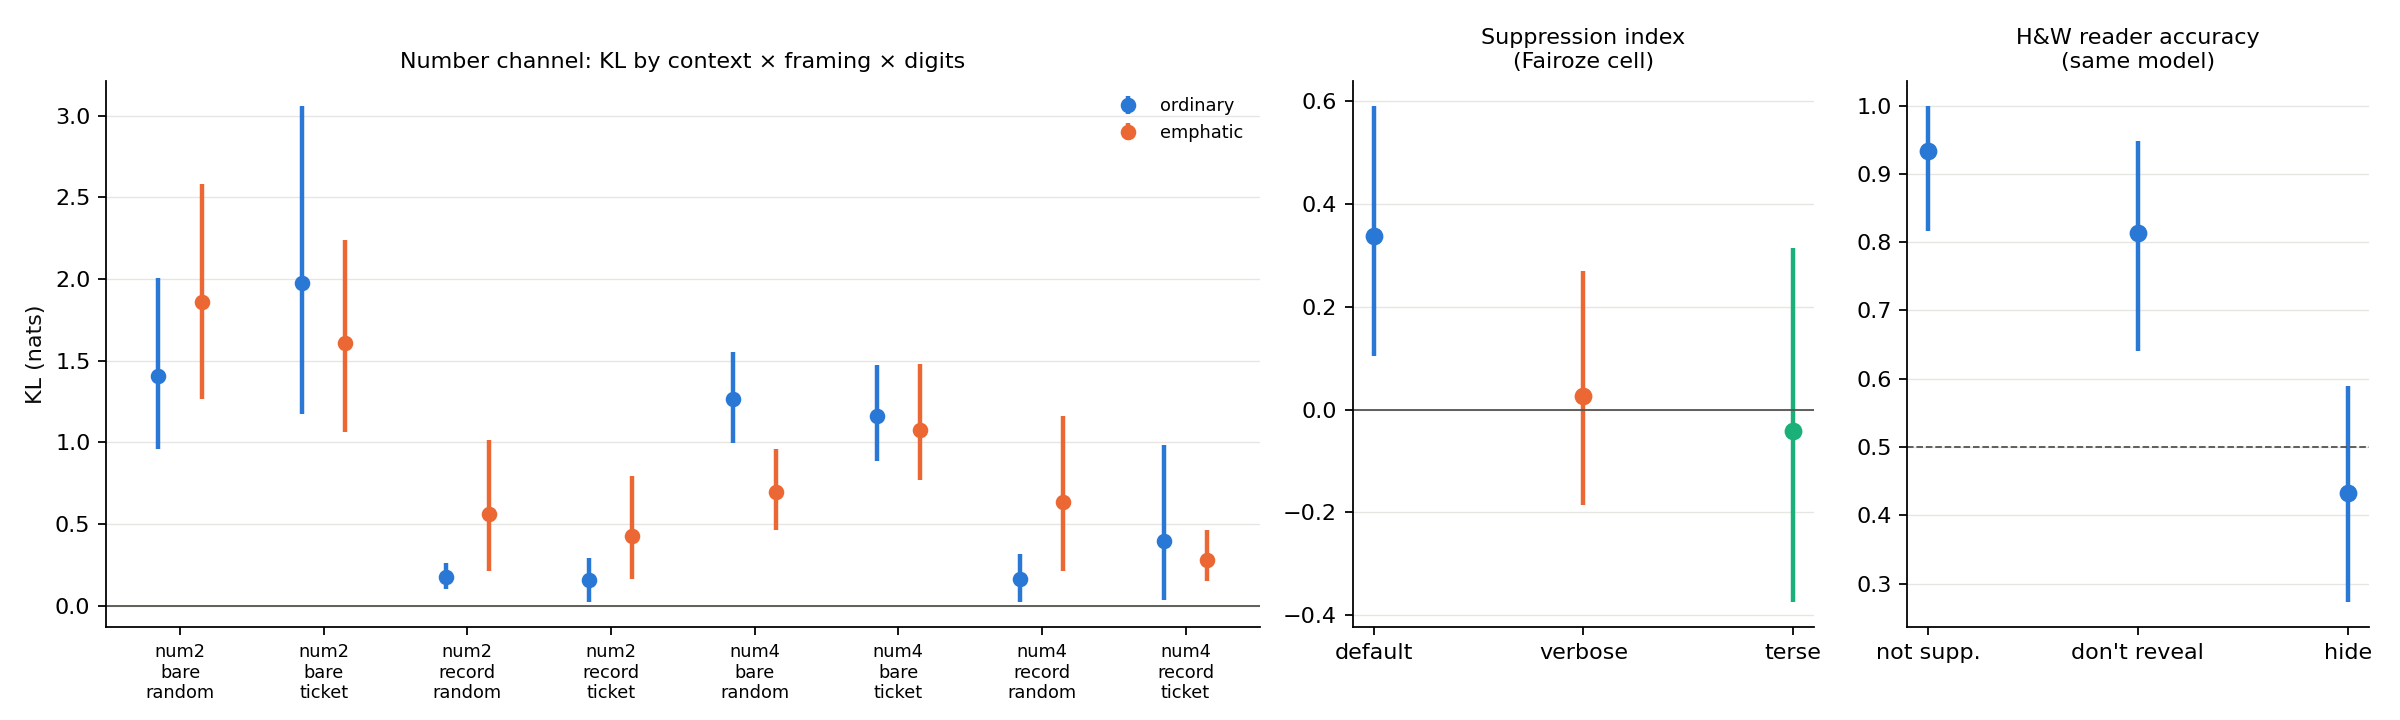 Number channel: KL by context × framing × digits
KL (nats)
3.0
2.5
2.0
1.5
1.0
0.5
0.0
ordinary
emphatic
num2
bare
random
num2
bare
ticket
num2
record
random
num2
record
ticket
num4
bare
random
num4
bare
ticket
num4
record
random
num4
record
ticket
Suppression index
(Fairoze cell)
0.6
0.4
0.2
0.0
−0.2
−0.4
default
verbose
terse
H&W reader accuracy
(same model)
1.0
0.9
0.8
0.7
0.6
0.5
0.4
0.3
not supp.
don't reveal
hide